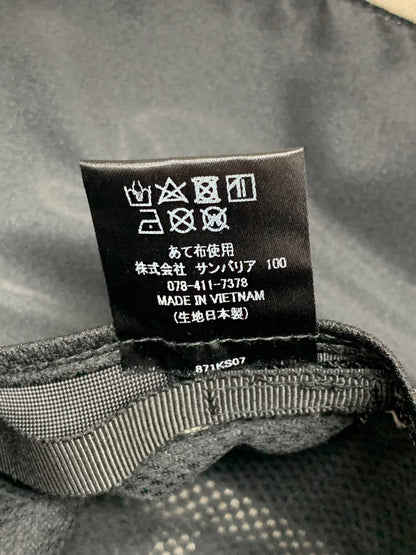 あて布使用
株式会社 サンバリア 100
078-411-7378
MADE IN VIETNAM
(生地日本製)
871KS07